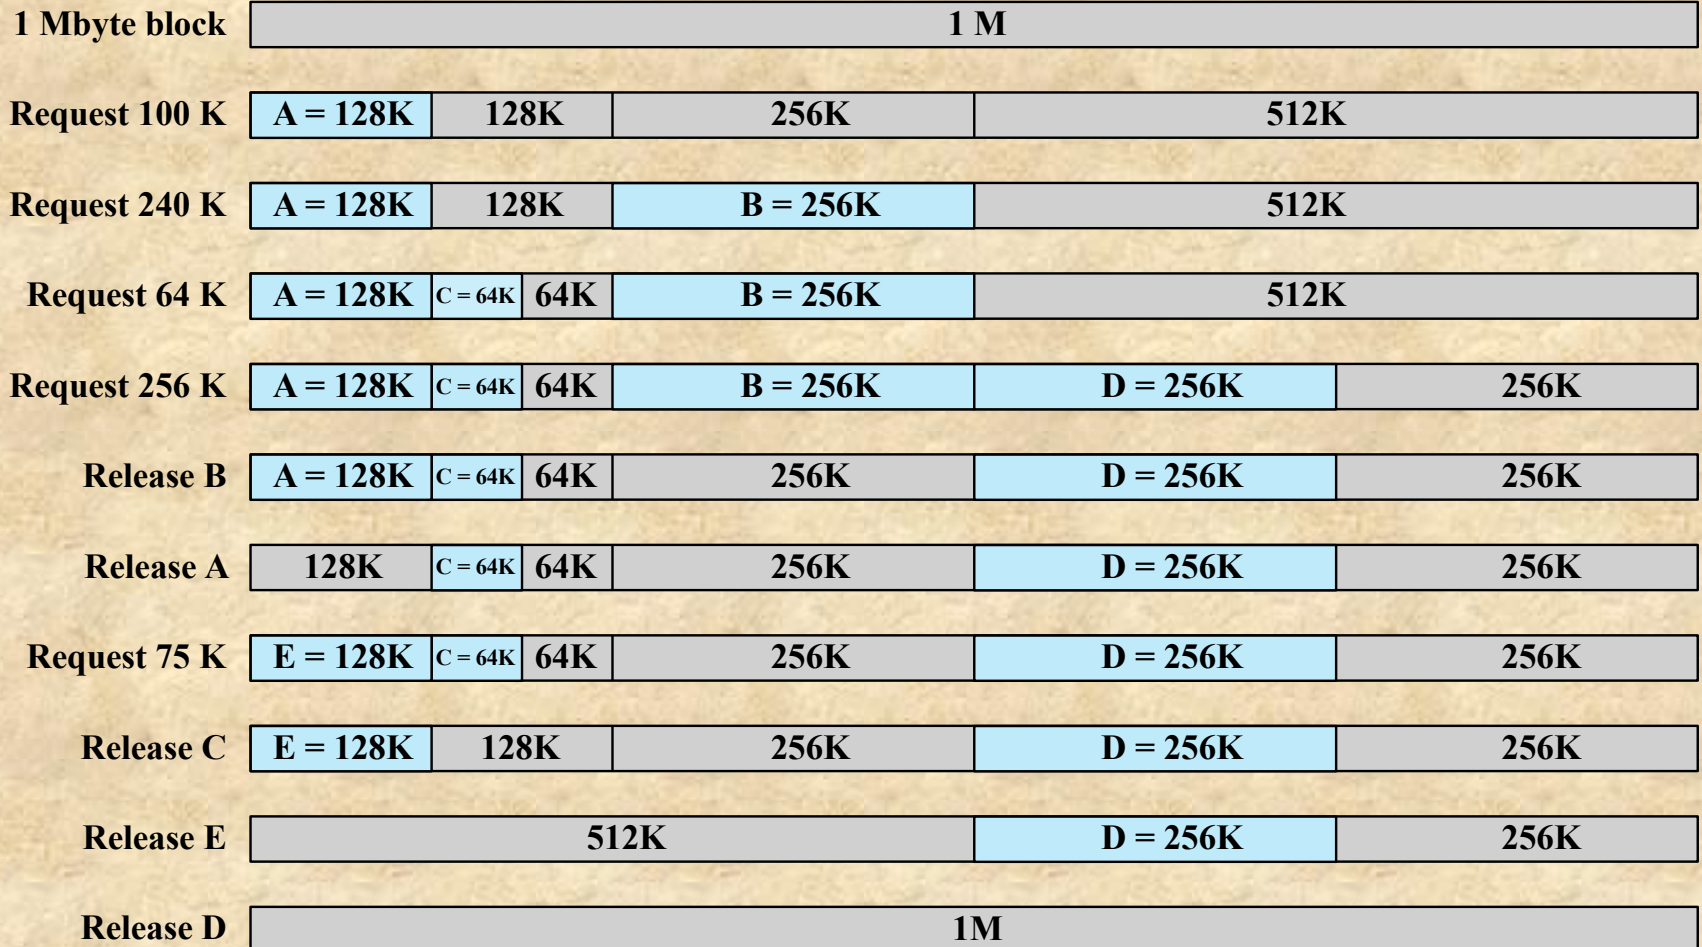 1 Mbyte block 1 M
Request 100 K A = 128K 128K 256K 512K
Request 240 K A = 128K 128K B = 256K 512K
Request 64 K A = 128K C = 64K 64K B = 256K 512K
Request 256 K A = 128K C = 64K 64K B = 256K D = 256K 256K
Release B A = 128K C = 64K 64K 256K D = 256K 256K
Release A 128K C = 64K 64K 256K D = 256K 256K
Request 75 K E = 128K C = 64K 64K 256K D = 256K 256K
Release C E = 128K 128K 256K D = 256K 256K
Release E 512K D = 256K 256K
Release D 1M